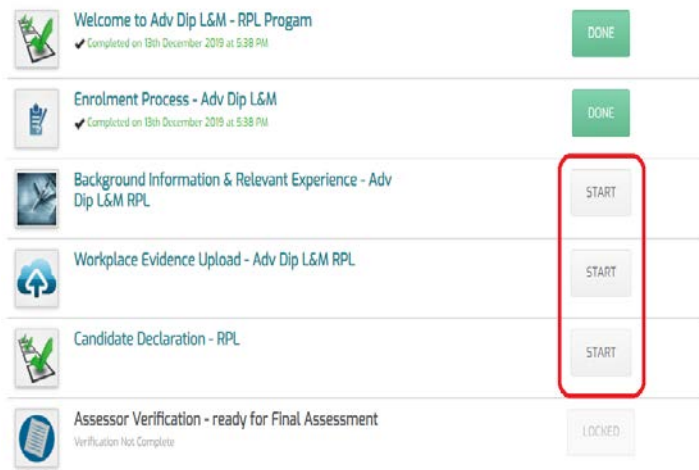 Welcome to Adv Dip L&M - RPL Progam
✔ Completed on 13th December 2019 at 5:38 PM
DONE
Enrolment Process - Adv Dip L&M
✔ Completed on 13th December 2019 at 5:38 PM
DONE
Background Information & Relevant Experience - Adv
Dip L&M RPL
START
Workplace Evidence Upload - Adv Dip L&M RPL
START
Candidate Declaration - RPL
START
Assessor Verification - ready for Final Assessment
Verification Not Complete
LOCKED